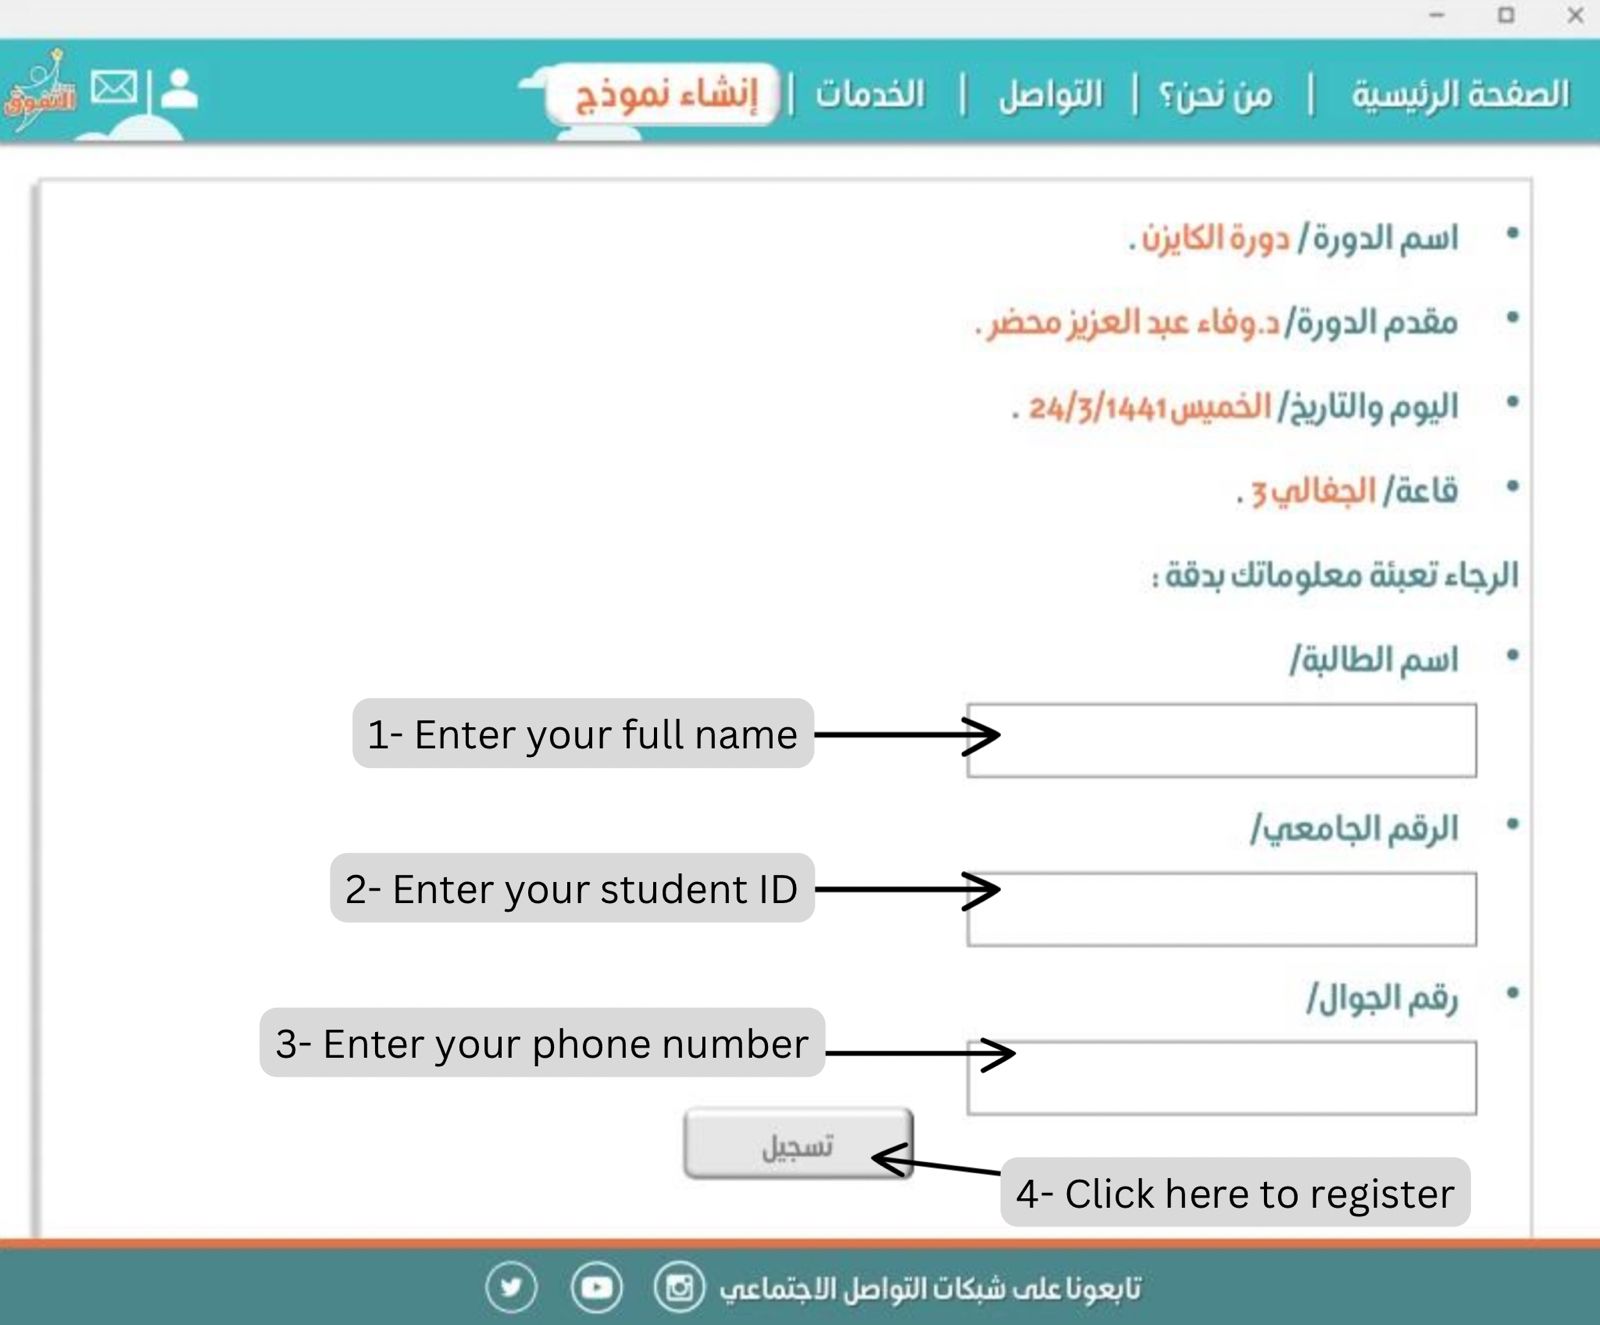 الصفحة الرئيسية | من نحن؟ | التواصل | الخدمات | إنشاء نموذج
التفوق
اسم الدورة/ دورة الكايزن .
مقدم الدورة/ د.وفاء عبد العزيز محضر .
اليوم والتاريخ/ الخميس 24/3/1441 .
قاعة/ الجفالي 3 .
الرجاء تعبئة معلوماتك بدقة :
اسم الطالبة/
1- Enter your full name
الرقم الجامعي/
2- Enter your student ID
رقم الجوال/
3- Enter your phone number
تسجيل
4- Click here to register
تابعونا على شبكات التواصل الاجتماعي